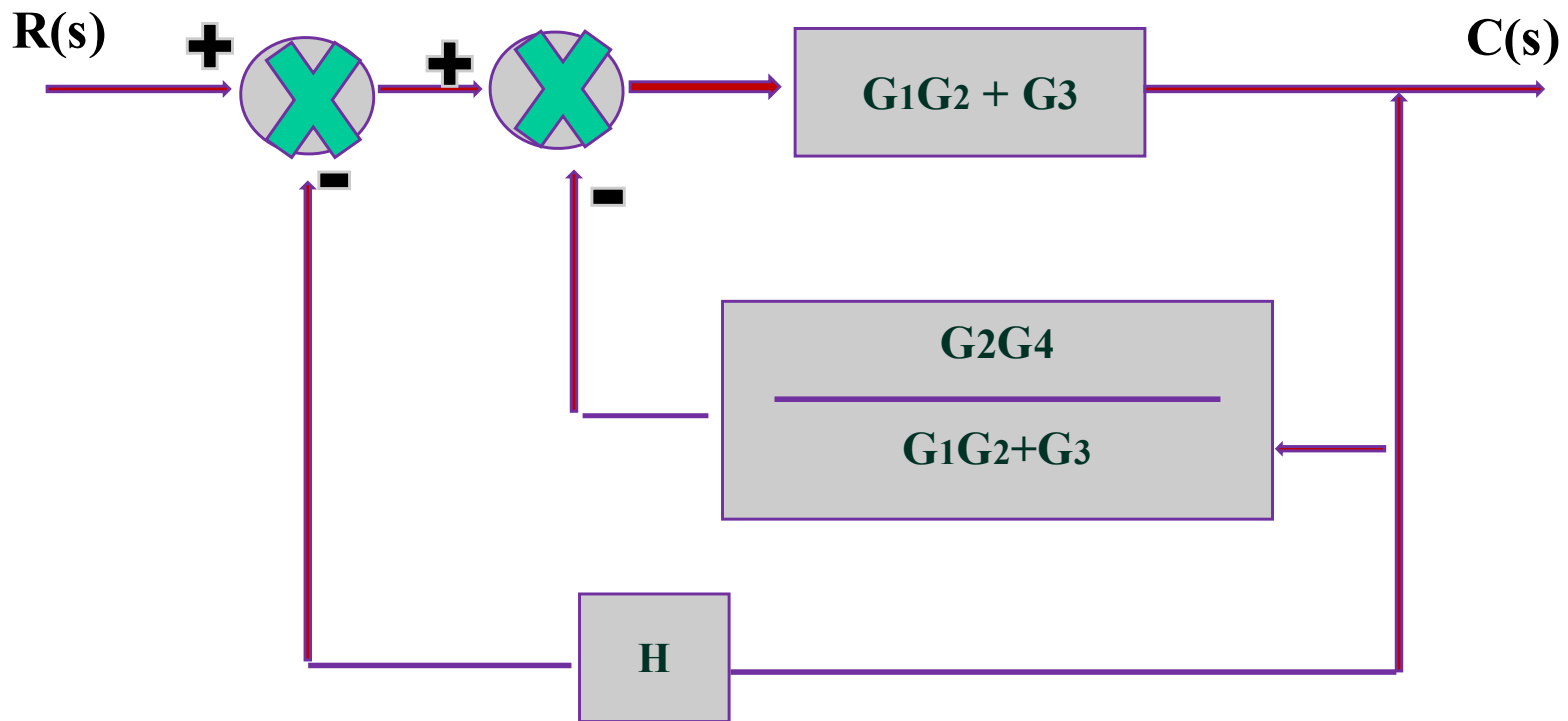 R(s)
+
+
G1G2 + G3
C(s)
-
-
G2G4
G1G2+G3
H